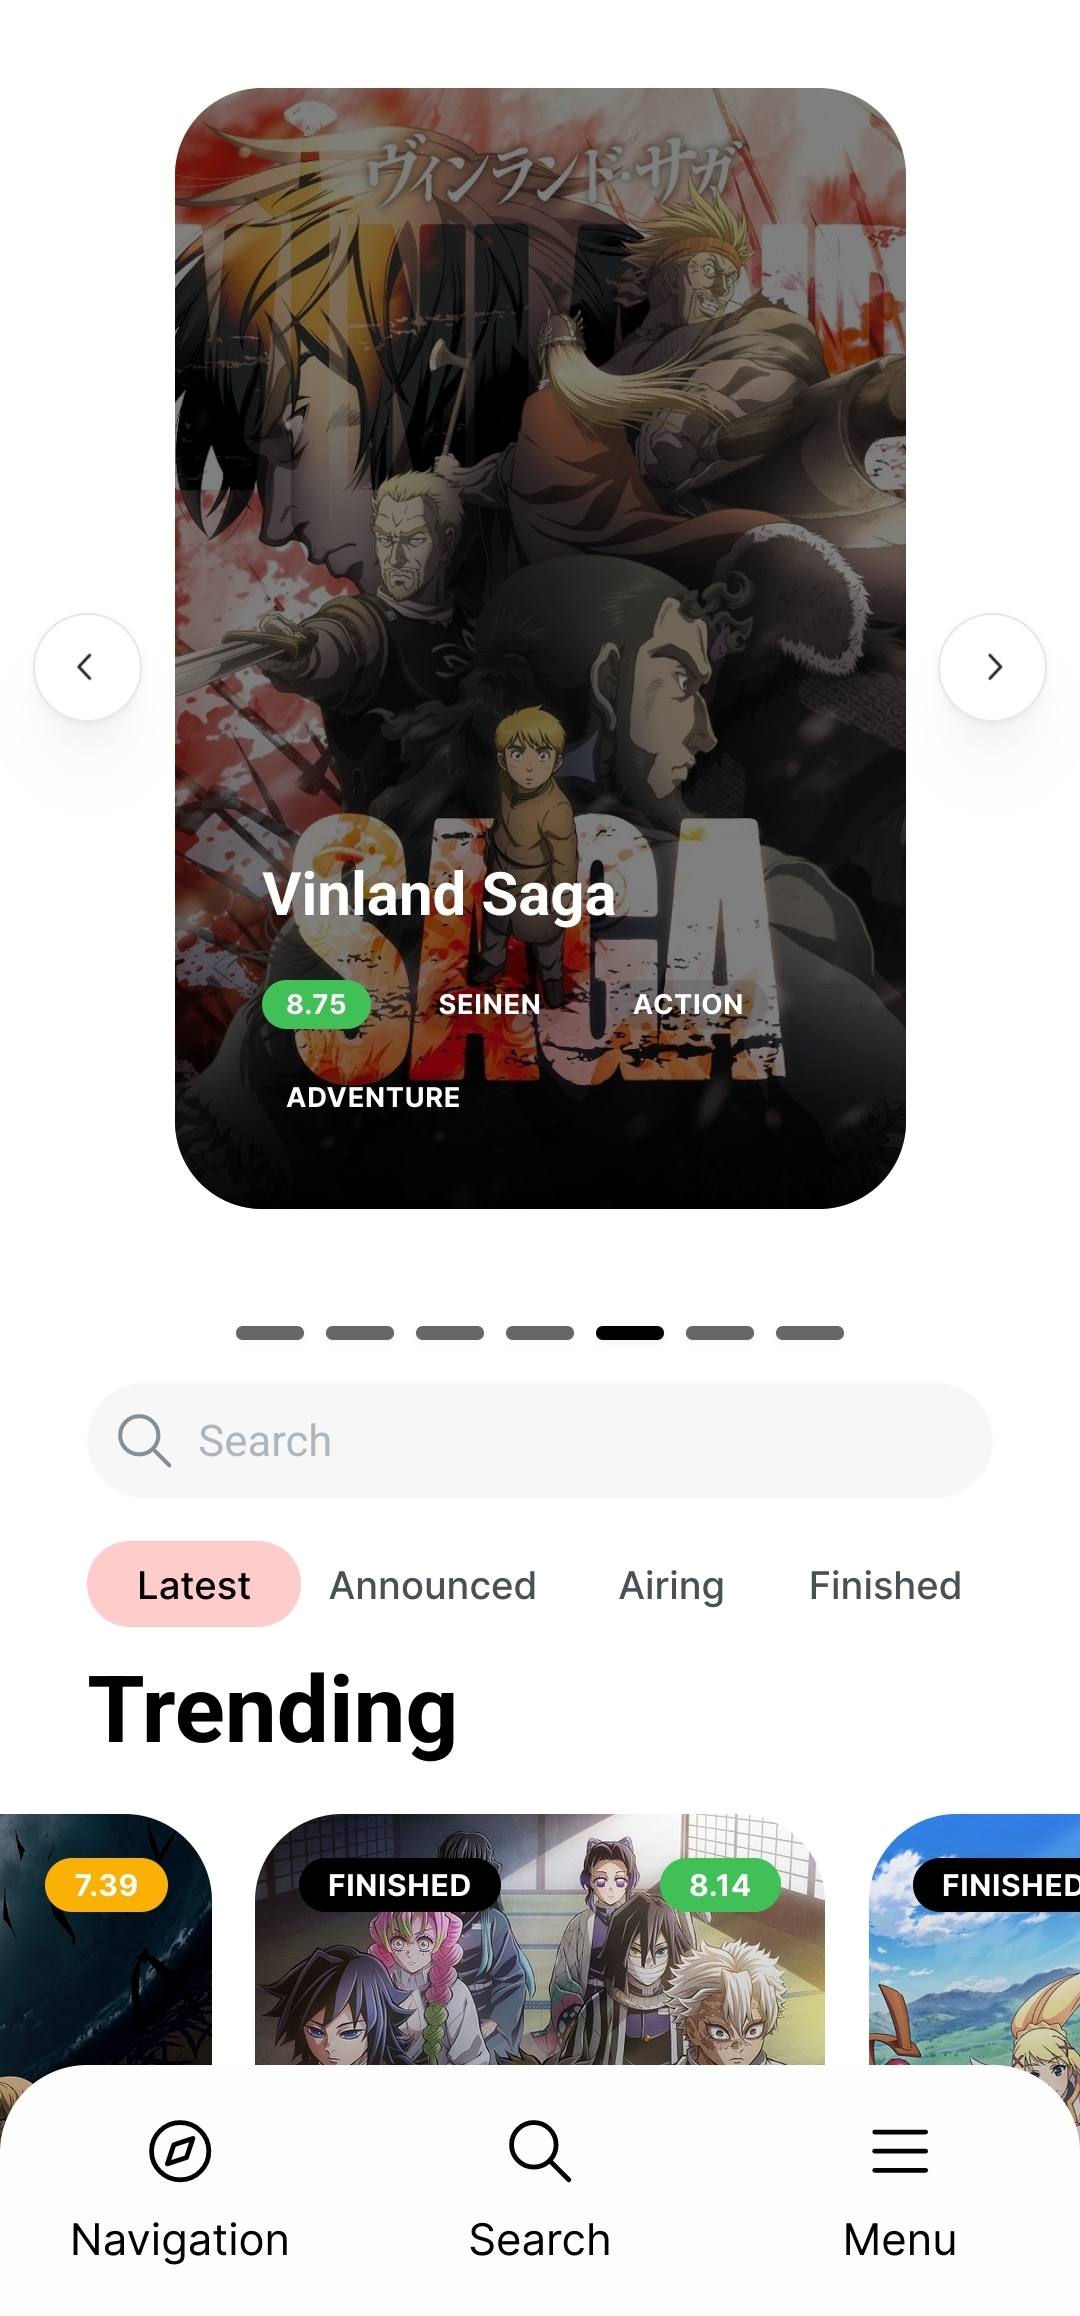 ヴィンランド・サガ
SAGA
Vinland Saga
8.75 SEINEN ACTION
ADVENTURE
Search
Latest Announced Airing Finished
Trending
7.39 FINISHED 8.14 FINISHED
Navigation Search Menu